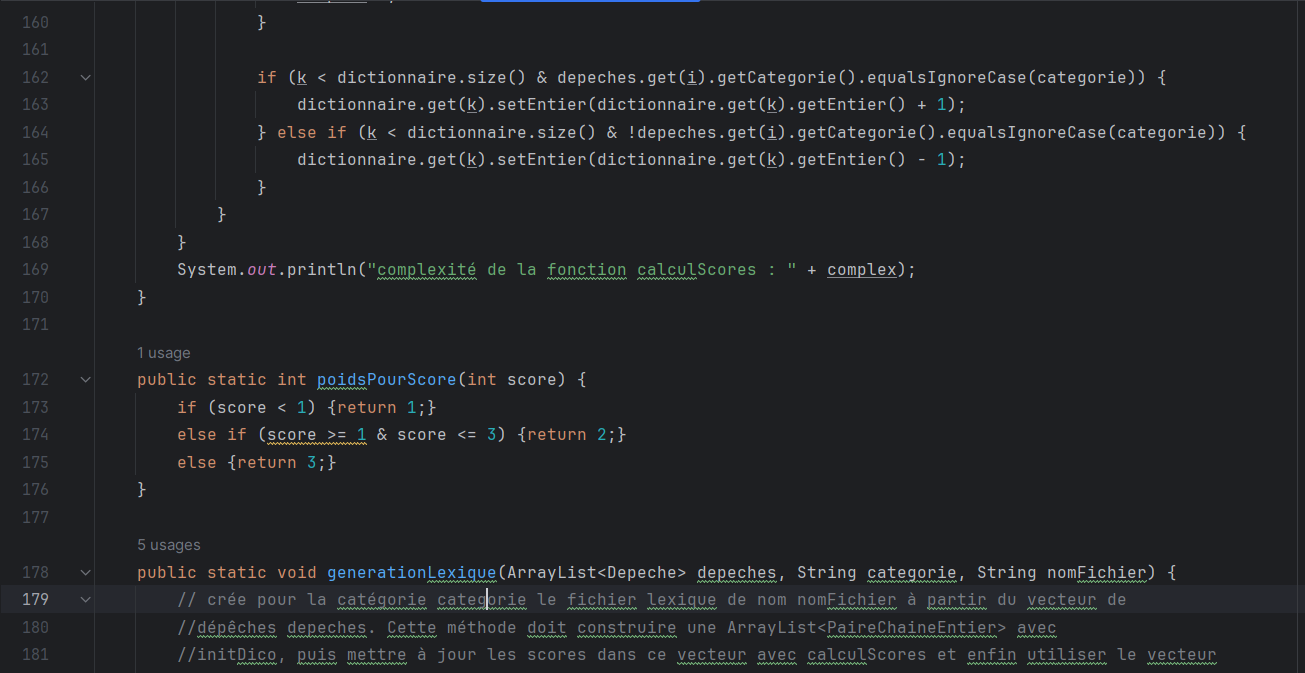 160 }
161
162 if (k < dictionnaire.size() & depeches.get(i).getCategorie().equalsIgnoreCase(categorie)) {
163 dictionnaire.get(k).setEntier(dictionnaire.get(k).getEntier() + 1);
164 } else if (k < dictionnaire.size() & !depeches.get(i).getCategorie().equalsIgnoreCase(categorie)) {
165 dictionnaire.get(k).setEntier(dictionnaire.get(k).getEntier() - 1);
166 }
167 }
168 }
169 System.out.println("complexité de la fonction calculScores : " + complex);
170 }
171
1 usage
172 public static int poidsPourScore(int score) {
173 if (score < 1) {return 1;}
174 else if (score >= 1 & score <= 3) {return 2;}
175 else {return 3;}
176 }
177
5 usages
178 public static void generationLexique(ArrayList<Depeche> depeches, String categorie, String nomFichier) {
179 // crée pour la catégorie categorie le fichier lexique de nom nomFichier à partir du vecteur de
180 //dépêches depeches. Cette méthode doit construire une ArrayList<PaireChaineEntier> avec
181 //initDico, puis mettre à jour les scores dans ce vecteur avec calculScores et enfin utiliser le vecteur